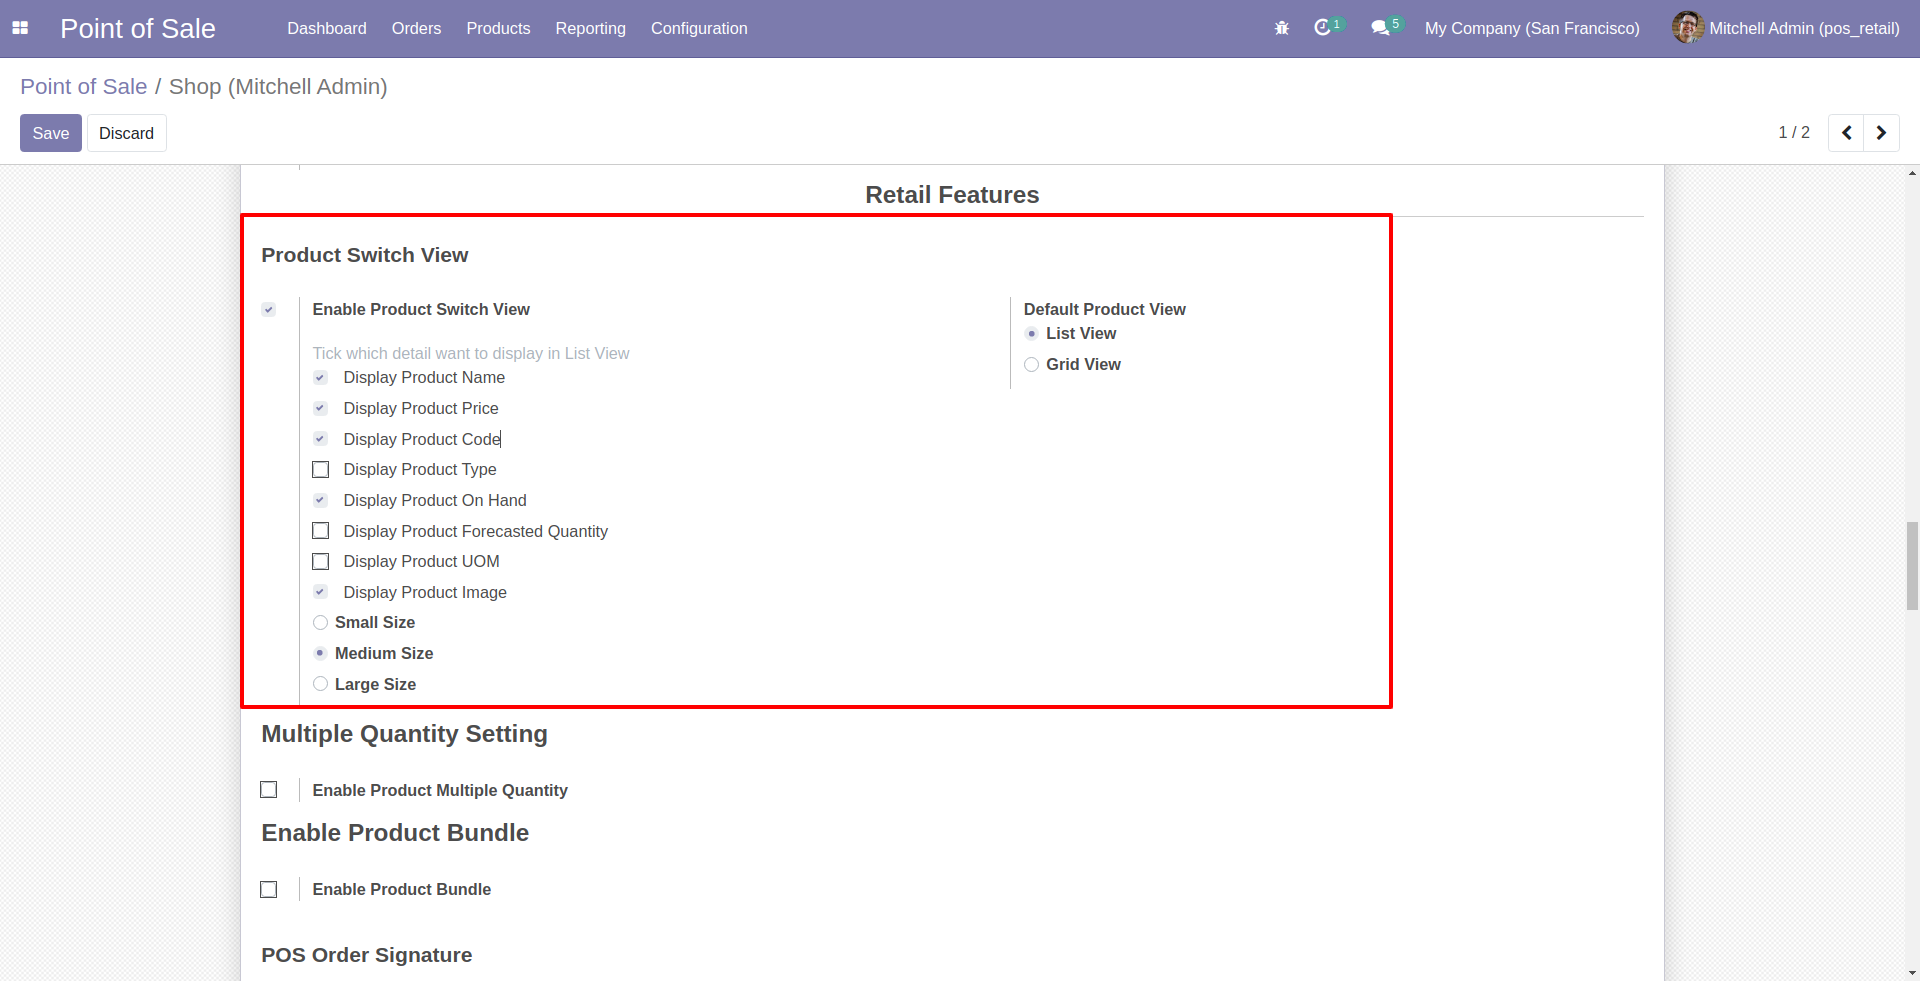 Point of Sale Dashboard Orders Products Reporting Configuration 1 5 My Company (San Francisco) Mitchell Admin (pos_retail)
Point of Sale / Shop (Mitchell Admin)
Save Discard 1 / 2
Retail Features
Product Switch View
Enable Product Switch View Default Product View
List View
Tick which detail want to display in List View
Grid View
Display Product Name
Display Product Price
Display Product Code
Display Product Type
Display Product On Hand
Display Product Forecasted Quantity
Display Product UOM
Display Product Image
Small Size
Medium Size
Large Size
Multiple Quantity Setting
Enable Product Multiple Quantity
Enable Product Bundle
Enable Product Bundle
POS Order Signature